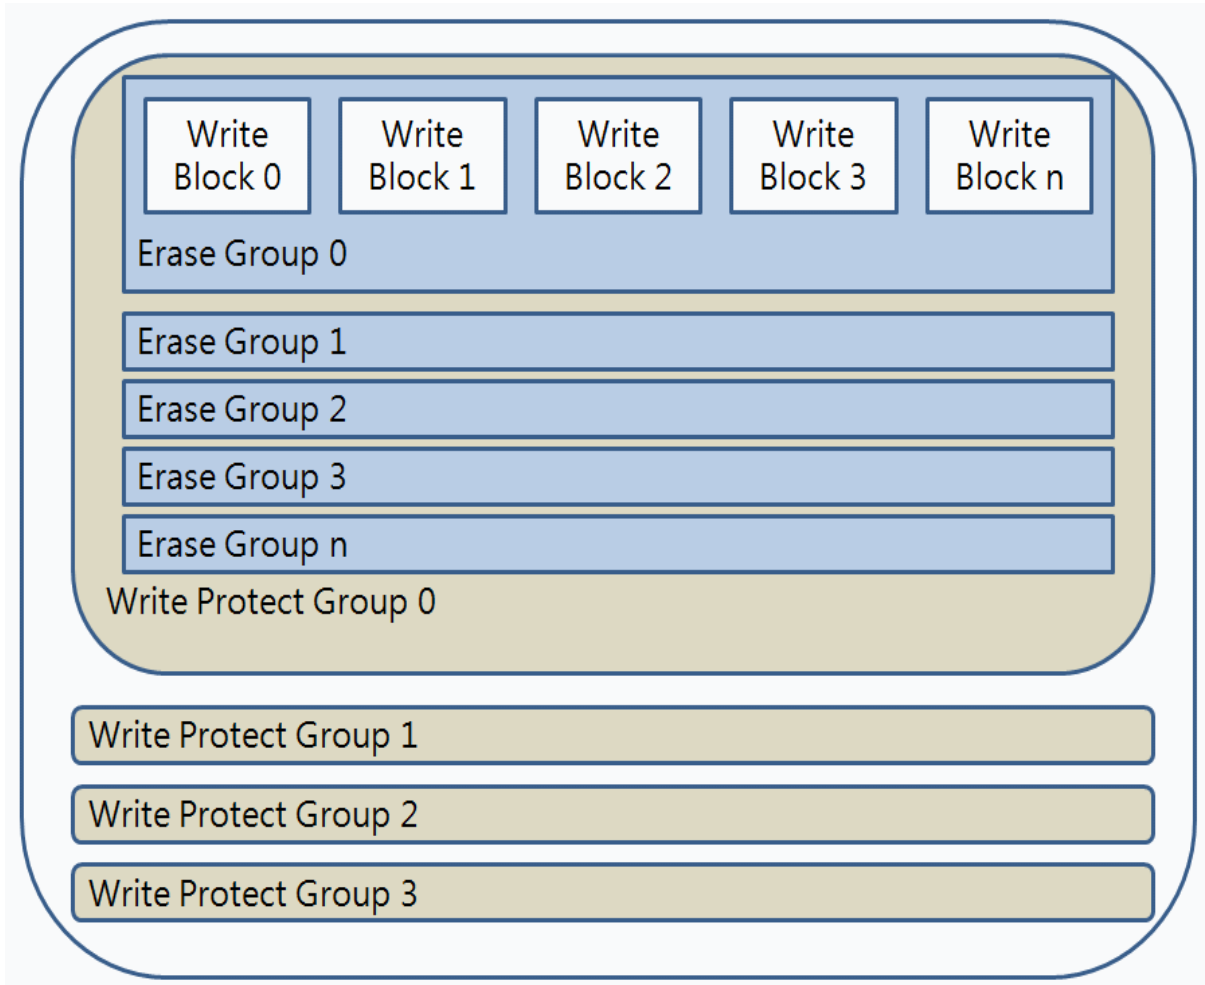 Write
Block 0
Write
Block 1
Write
Block 2
Write
Block 3
Write
Block n
Erase Group 0
Erase Group 1
Erase Group 2
Erase Group 3
Erase Group n
Write Protect Group 0
Write Protect Group 1
Write Protect Group 2
Write Protect Group 3